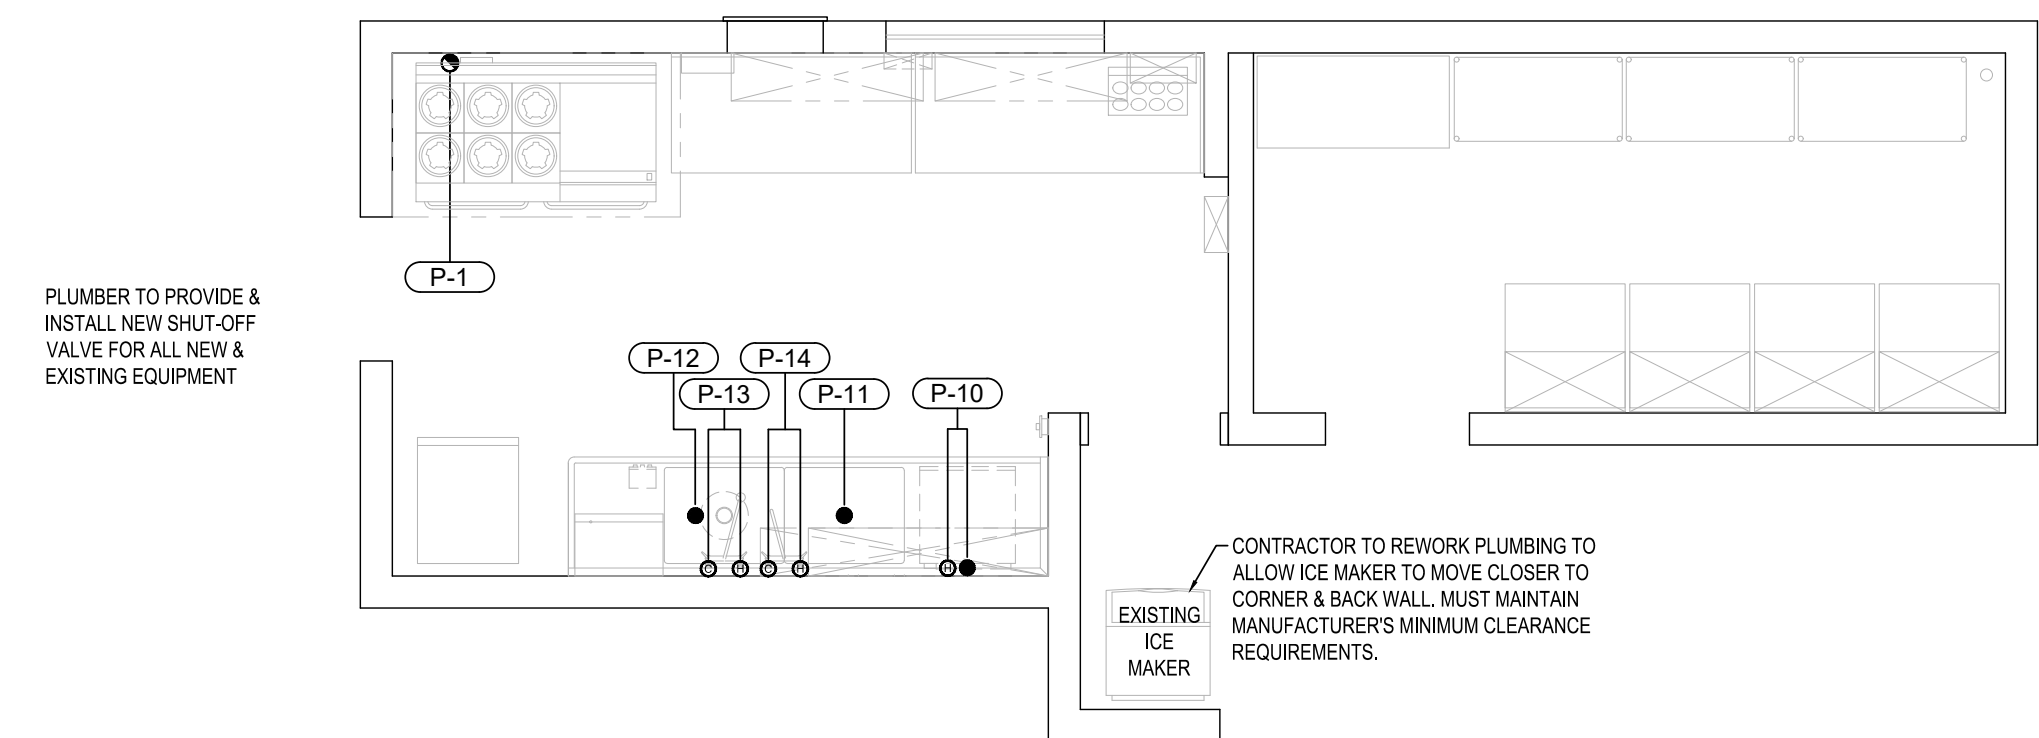 P-1
PLUMBER TO PROVIDE &
INSTALL NEW SHUT-OFF
VALVE FOR ALL NEW &
EXISTING EQUIPMENT
P-12
P-14
P-13
P-11
P-10
C
H
C
H
H
CONTRACTOR TO REWORK PLUMBING TO
ALLOW ICE MAKER TO MOVE CLOSER TO
CORNER & BACK WALL. MUST MAINTAIN
MANUFACTURER'S MINIMUM CLEARANCE
REQUIREMENTS.
EXISTING
ICE
MAKER